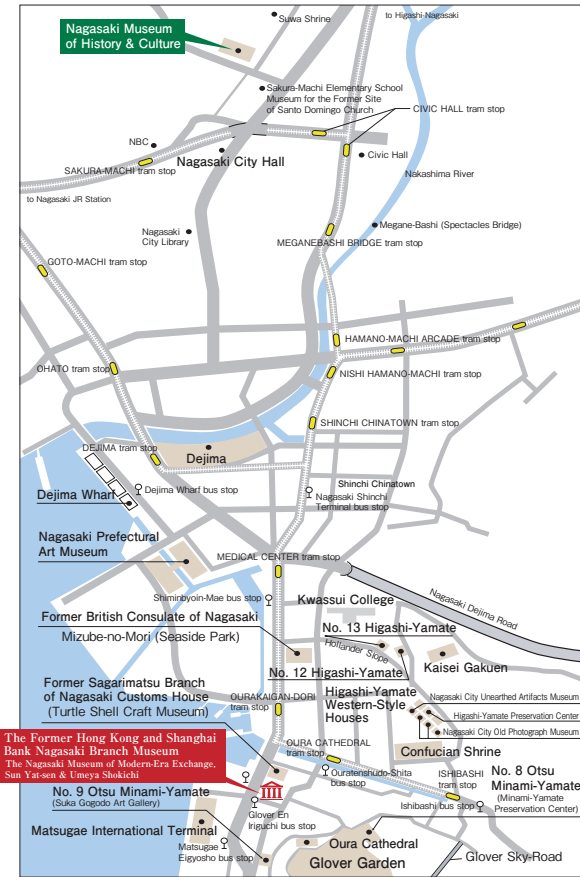 Suwa Shrine
to Higashi-Nagasaki
Nagasaki Museum
of History & Culture
Sakura-Machi Elementary School
Museum for the Former Site
of Santo Domingo Church
CIVIC HALL tram stop
NBC
Nagasaki City Hall
Civic Hall
SAKURA-MACHI tram stop
Nakashima River
to Nagasaki JR Station
Nagasaki
City Library
Megane-Bashi (Spectacles Bridge)
MEGANEBASHI BRIDGE tram stop
GOTO-MACHI tram stop
HAMANO-MACHI ARCADE tram stop
OHATO tram stop
NISHI HAMANO-MACHI tram stop
SHINCHI CHINATOWN tram stop
DEJIMA tram stop
Dejima
Shinchi Chinatown
Dejima Wharf
Dejima Wharf bus stop
Nagasaki Shinchi
Terminal bus stop
Nagasaki Prefectural
Art Museum
MEDICAL CENTER tram stop
Nagasaki Dejima Road
Shiminbyoin-Mae bus stop
Kwassui College
Former British Consulate of Nagasaki
No. 13 Higashi-Yamate
Mizube-no-Mori (Seaside Park)
Hollander Slope
Kaisei Gakuen
No. 12 Higashi-Yamate
Former Sagarimatsu Branch
of Nagasaki Customs House
(Turtle Shell Craft Museum)
OURAKAIGAN-DORI
tram stop
Higashi-Yamate
Western-Style
Houses
Nagasaki City Unearthed Artifacts Museum
Higashi-Yamate Preservation Center
Nagasaki City Old Photograph Museum
The Former Hong Kong and Shanghai
Bank Nagasaki Branch Museum
The Nagasaki Museum of Modern-Era Exchange,
Sun Yat-sen & Umeya Shokichi
OURA CATHEDRAL
tram stop
Confucian Shrine
Ouratenshudo-Shita
bus stop
ISHIBASHI
tram stop
No. 8 Otsu
Minami-Yamate
(Minami-Yamate
Preservation Center)
No. 9 Otsu Minami-Yamate
(Suka Gogodo Art Gallery)
Ishibashi bus stop
Glover En
Iriguchi bus stop
Matsugae International Terminal
Matsugae
Eigyosho bus stop
Oura Cathedral
Glover Garden
Glover Sky-Road